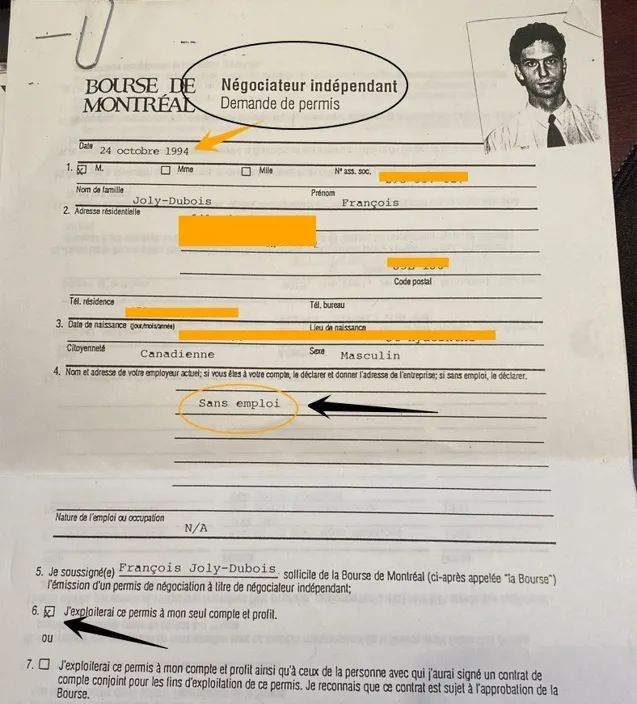 BOURSE DE
MONTRÉAL
Négociateur indépendant
Demande de permis
Date 24 octobre 1994
1. M. Mme Mlle N° ass. soc.
Nom de famille Prénom
Joly-Dubois François
2. Adresse résidentielle
Code postal
Tél. résidence Tél. bureau
3. Date de naissance (jour/mois/année) Lieu de naissance
Citoyenneté Canadienne Sexe Masculin
4. Nom et adresse de votre employeur actuel; si vous êtes à votre compte, le déclarer et donner l'adresse de l'entreprise; si sans emploi, le déclarer.
Sans emploi
Nature de l'emploi ou occupation
N/A
5. Je soussigné(e) François Joly-Dubois sollicite de la Bourse de Montréal (ci-après appelée "la Bourse")
l'émission d'un permis de négociation à titre de négociateur indépendant;
6. J'exploiterai ce permis à mon seul compte et profit.
ou
7. J'exploiterai ce permis à mon compte et profit ainsi qu'à ceux de la personne avec qui j'aurai signé un contrat de
compte conjoint pour les fins d'exploitation de ce permis. Je reconnais que ce contrat est sujet à l'approbation de la
Bourse.